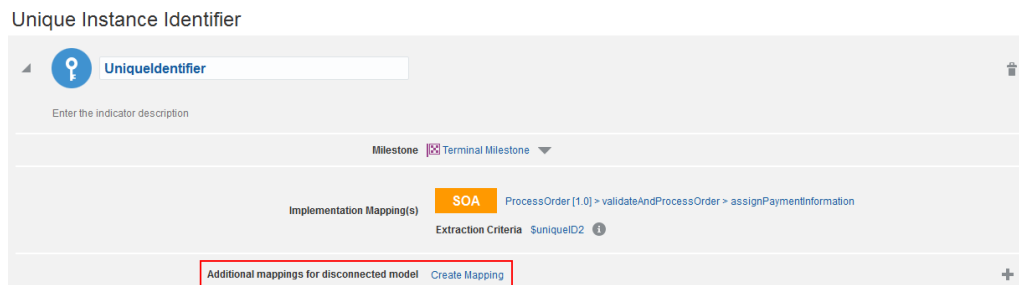 Unique Instance Identifier
UniqueIdentifier
Enter the indicator description
Milestone Terminal Milestone
Implementation Mapping(s) SOA ProcessOrder [1.0] > validateAndProcessOrder > assignPaymentInformation
Extraction Criteria $uniqueID2
Additional mappings for disconnected model Create Mapping